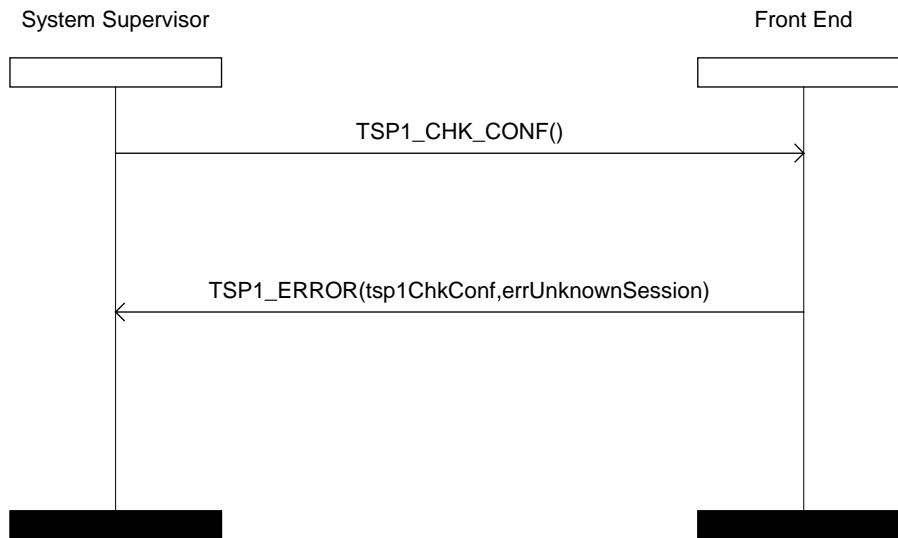 System Supervisor
Front End
TSP1_CHK_CONF()
TSP1_ERROR(tsp1ChkConf,errUnknownSession)